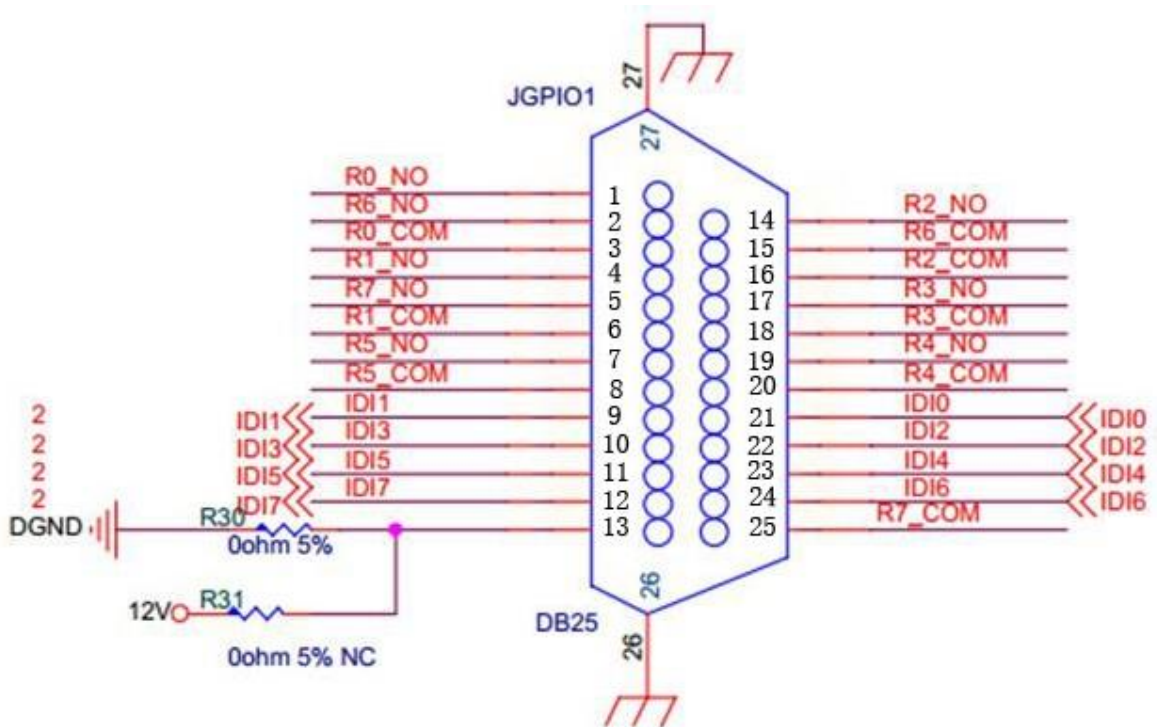 27
JGPIO1
27
R0_NO
R6_NO
R0_COM
R1_NO
R7_NO
R1_COM
R5_NO
R5_COM
IDI1
IDI3
IDI5
IDI7
2 IDI1
2 IDI3
2 IDI5
2 IDI7
DGND
R30
0ohm 5%
12V
R31
0ohm 5% NC
1
2
3
4
5
6
7
8
9
10
11
12
13
14
15
16
17
18
19
20
21
22
23
24
25
R2_NO
R6_COM
R2_COM
R3_NO
R3_COM
R4_NO
R4_COM
IDI0 IDI0
IDI2 IDI2
IDI4 IDI4
IDI6 IDI6
R7_COM
26
DB25
26